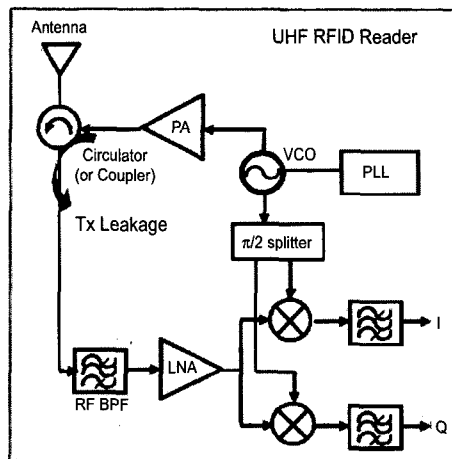 UHF RFID Reader
Antenna
PA
Circulator
(or Coupler)
VCO
PLL
Tx Leakage
π/2 splitter
I
LNA
RF BPF
Q